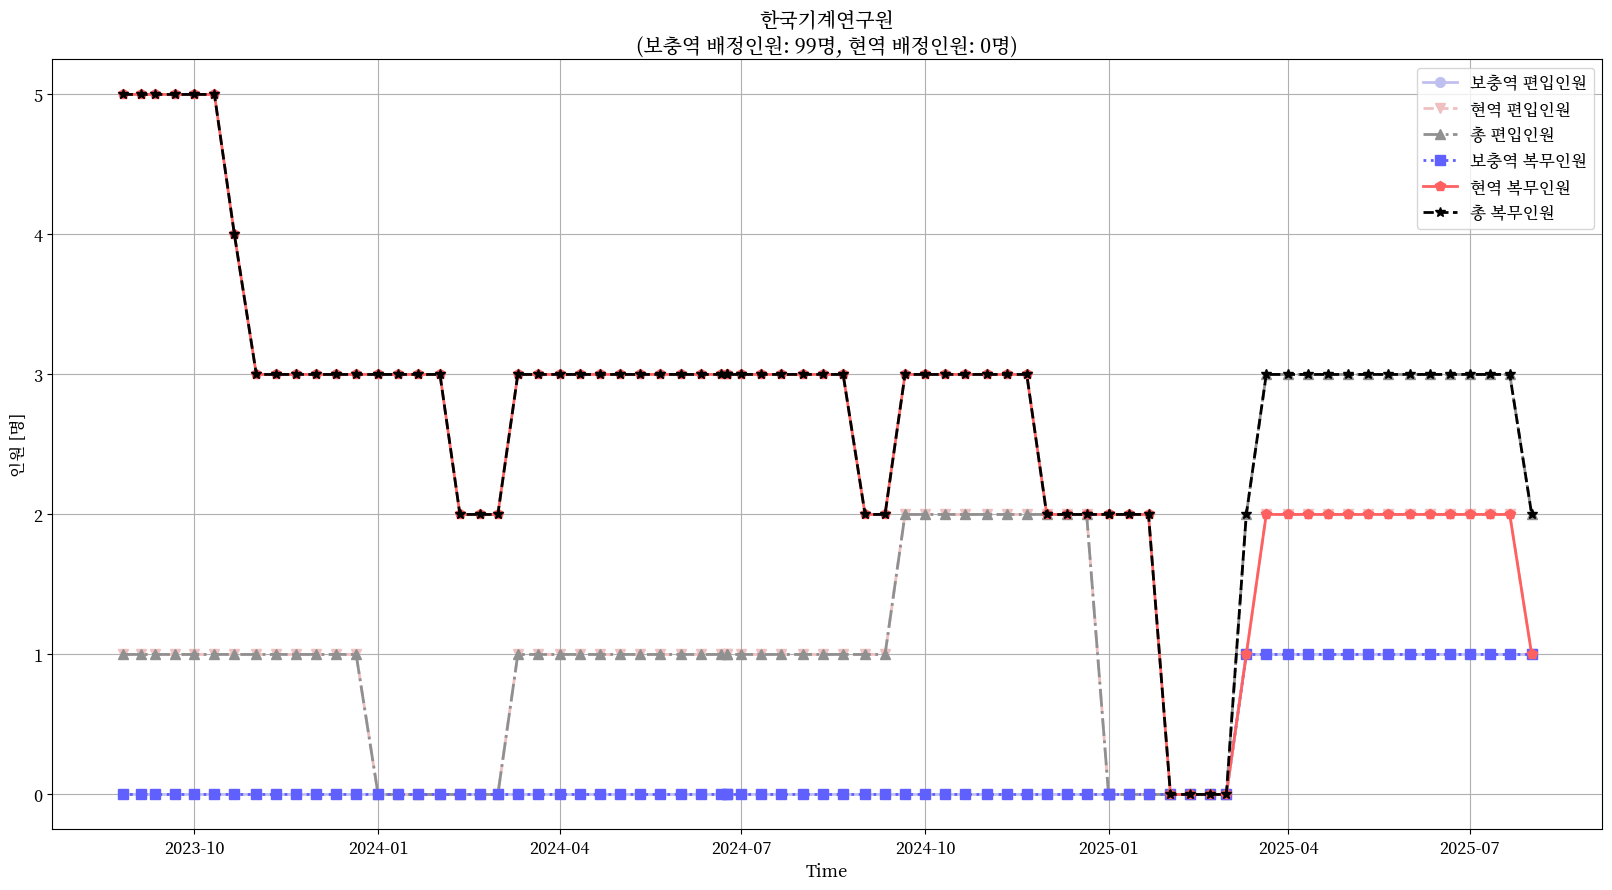 한국기계연구원
(보충역 배정인원: 99명, 현역 배정인원: 0명)
보충역 편입인원
현역 편입인원
총 편입인원
보충역 복무인원
현역 복무인원
총 복무인원
인원 [명]
5
4
3
2
1
0
2023-10
2024-01
2024-04
2024-07
2024-10
2025-01
2025-04
2025-07
Time